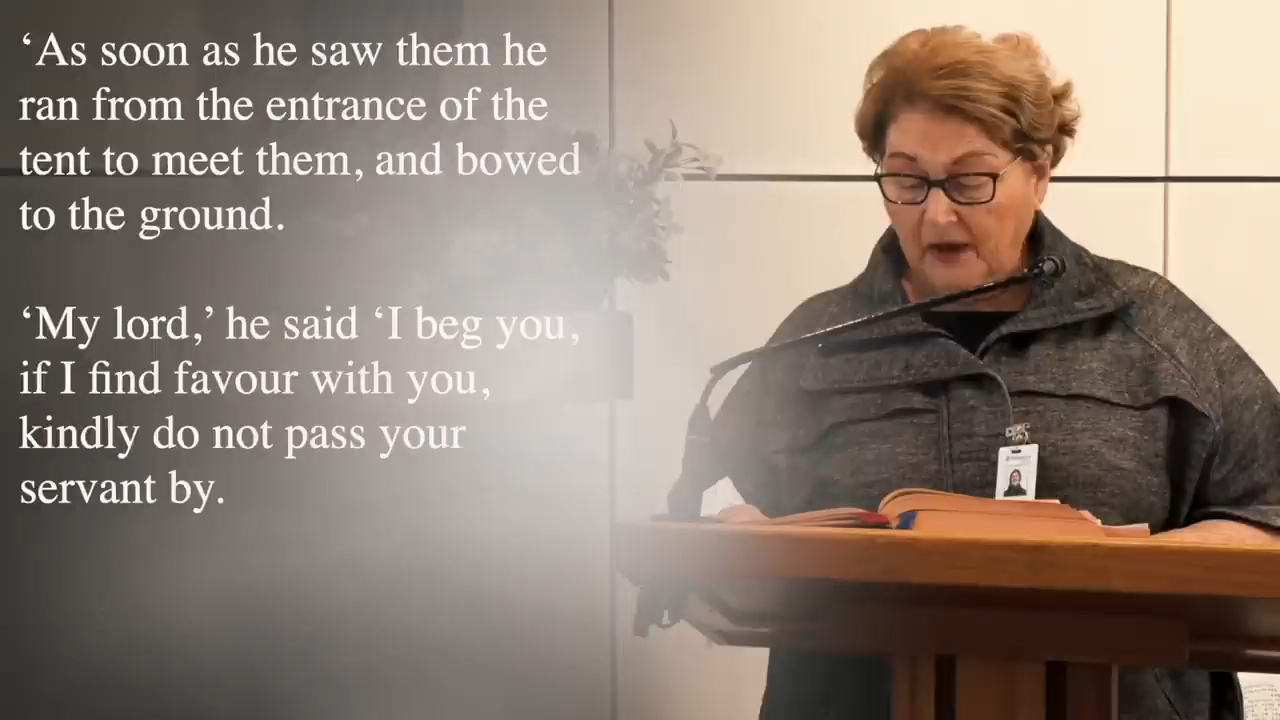 ‘As soon as he saw them he
ran from the entrance of the
tent to meet them, and bowed
to the ground.
‘My lord,’ he said ‘I beg you,
if I find favour with you,
kindly do not pass your
servant by.